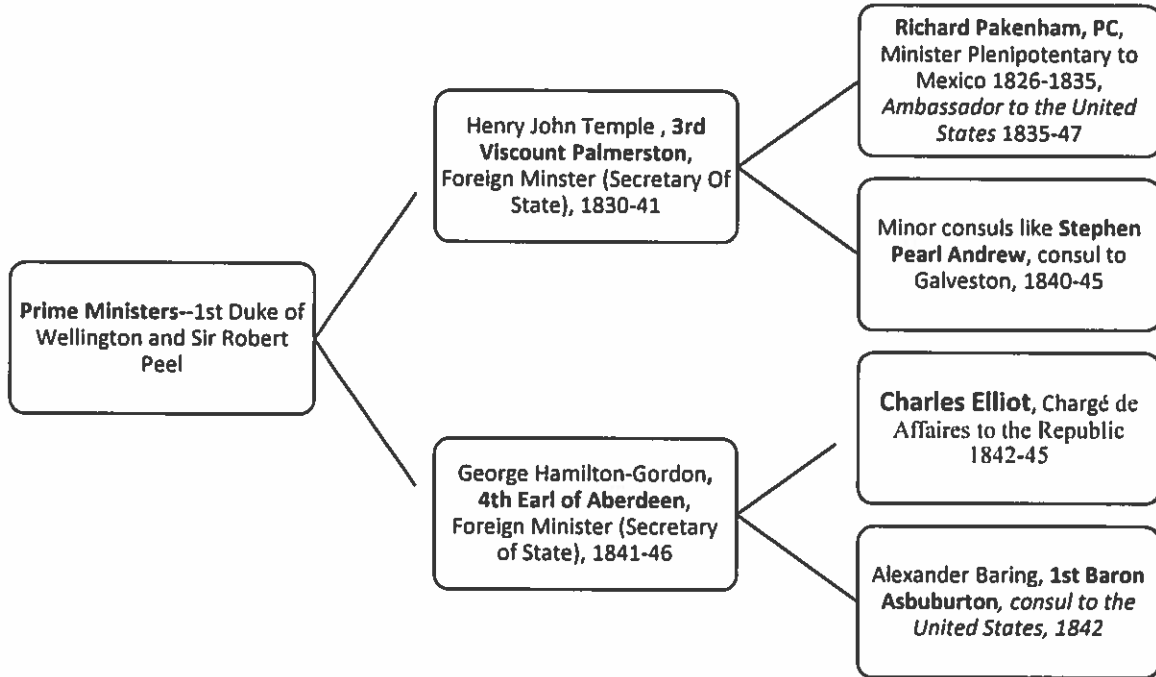 Prime Ministers--1st Duke of
Wellington and Sir Robert
Peel
Henry John Temple , 3rd
Viscount Palmerston,
Foreign Minster (Secretary Of
State), 1830-41
Richard Pakenham, PC,
Minister Plenipotentary to
Mexico 1826-1835,
Ambassador to the United
States 1835-47
Minor consuls like Stephen
Pearl Andrew, consul to
Galveston, 1840-45
George Hamilton-Gordon,
4th Earl of Aberdeen,
Foreign Minister (Secretary
of State), 1841-46
Charles Elliot, Chargé de
Affaires to the Republic
1842-45
Alexander Baring, 1st Baron
Asbuburton, consul to the
United States, 1842